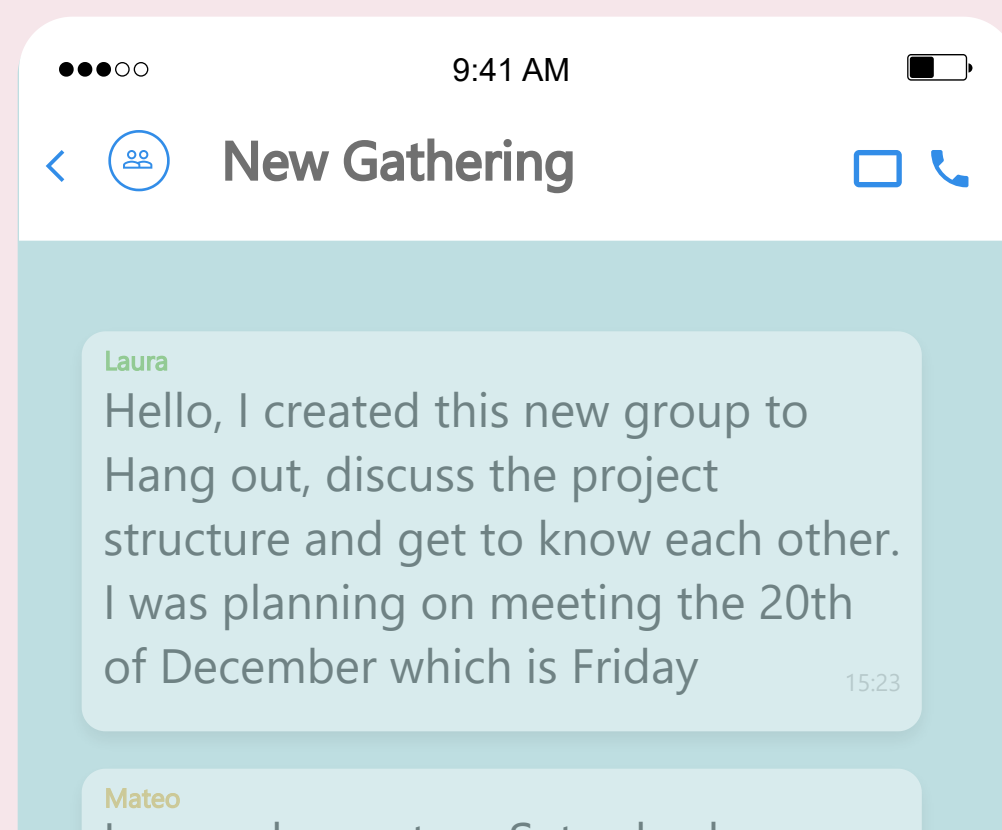 9:41 AM
New Gathering
Laura
Hello, I created this new group to
Hang out, discuss the project
structure and get to know each other.
I was planning on meeting the 20th
of December which is Friday
15:23
Mateo